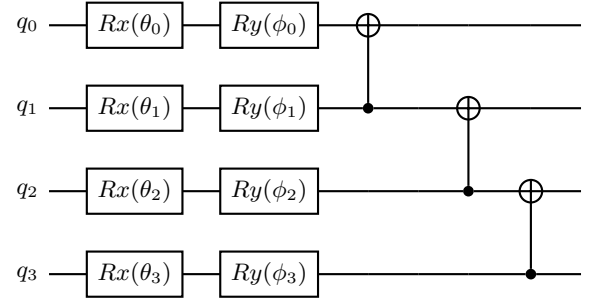 q₀ Rx(θ₀) Ry(ϕ₀)
q₁ Rx(θ₁) Ry(ϕ₁)
q₂ Rx(θ₂) Ry(ϕ₂)
q₃ Rx(θ₃) Ry(ϕ₃)